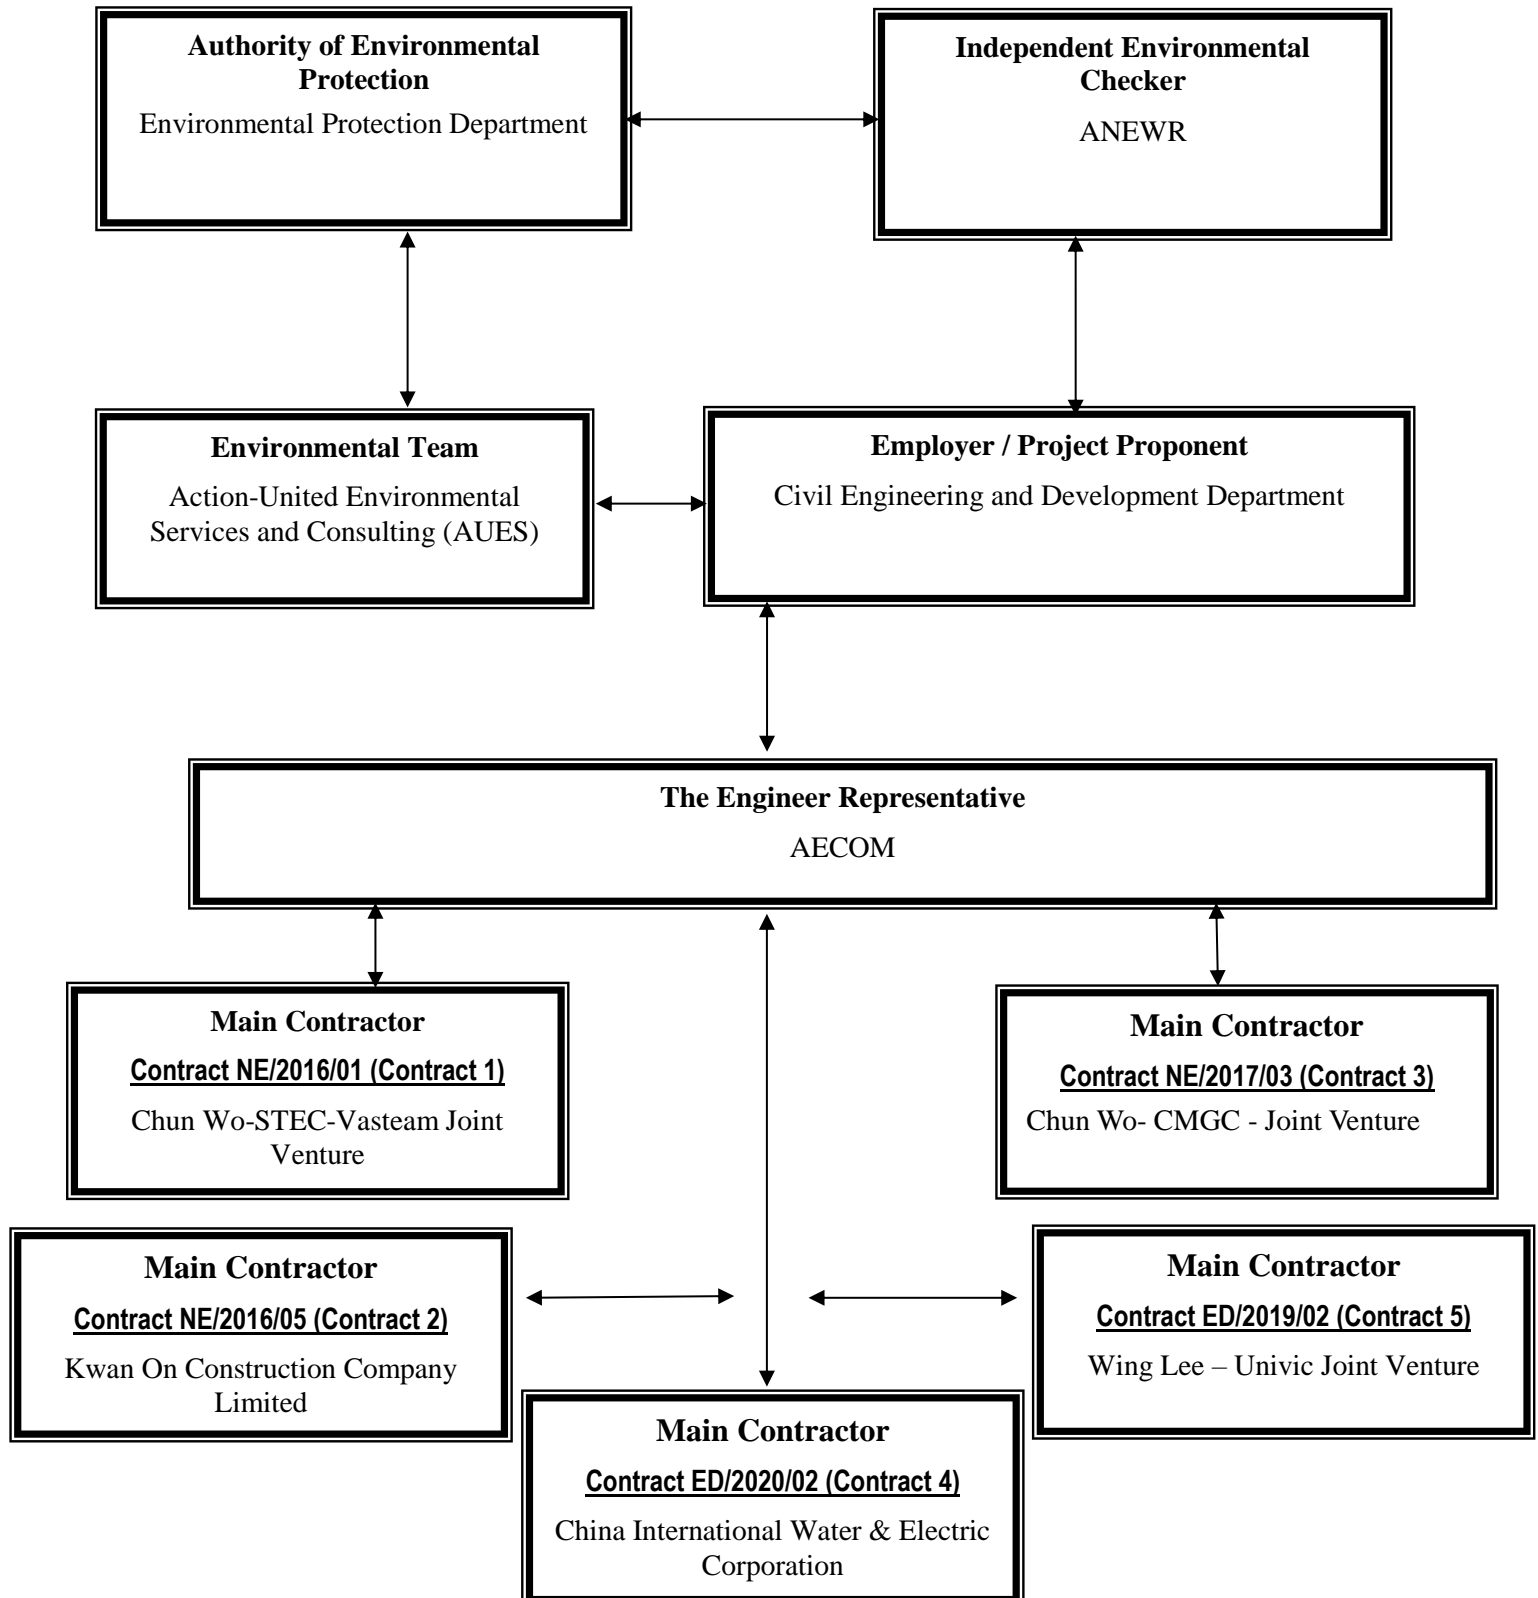 Authority of Environmental
Protection
Environmental Protection Department
Independent Environmental
Checker
ANEWR
Environmental Team
Action-United Environmental
Services and Consulting (AUES)
Employer / Project Proponent
Civil Engineering and Development Department
The Engineer Representative
AECOM
Main Contractor
Contract NE/2016/01 (Contract 1)
Chun Wo-STEC-Vasteam Joint
Venture
Main Contractor
Contract NE/2017/03 (Contract 3)
Chun Wo- CMGC - Joint Venture
Main Contractor
Contract NE/2016/05 (Contract 2)
Kwan On Construction Company
Limited
Main Contractor
Contract ED/2019/02 (Contract 5)
Wing Lee – Univic Joint Venture
Main Contractor
Contract ED/2020/02 (Contract 4)
China International Water & Electric
Corporation